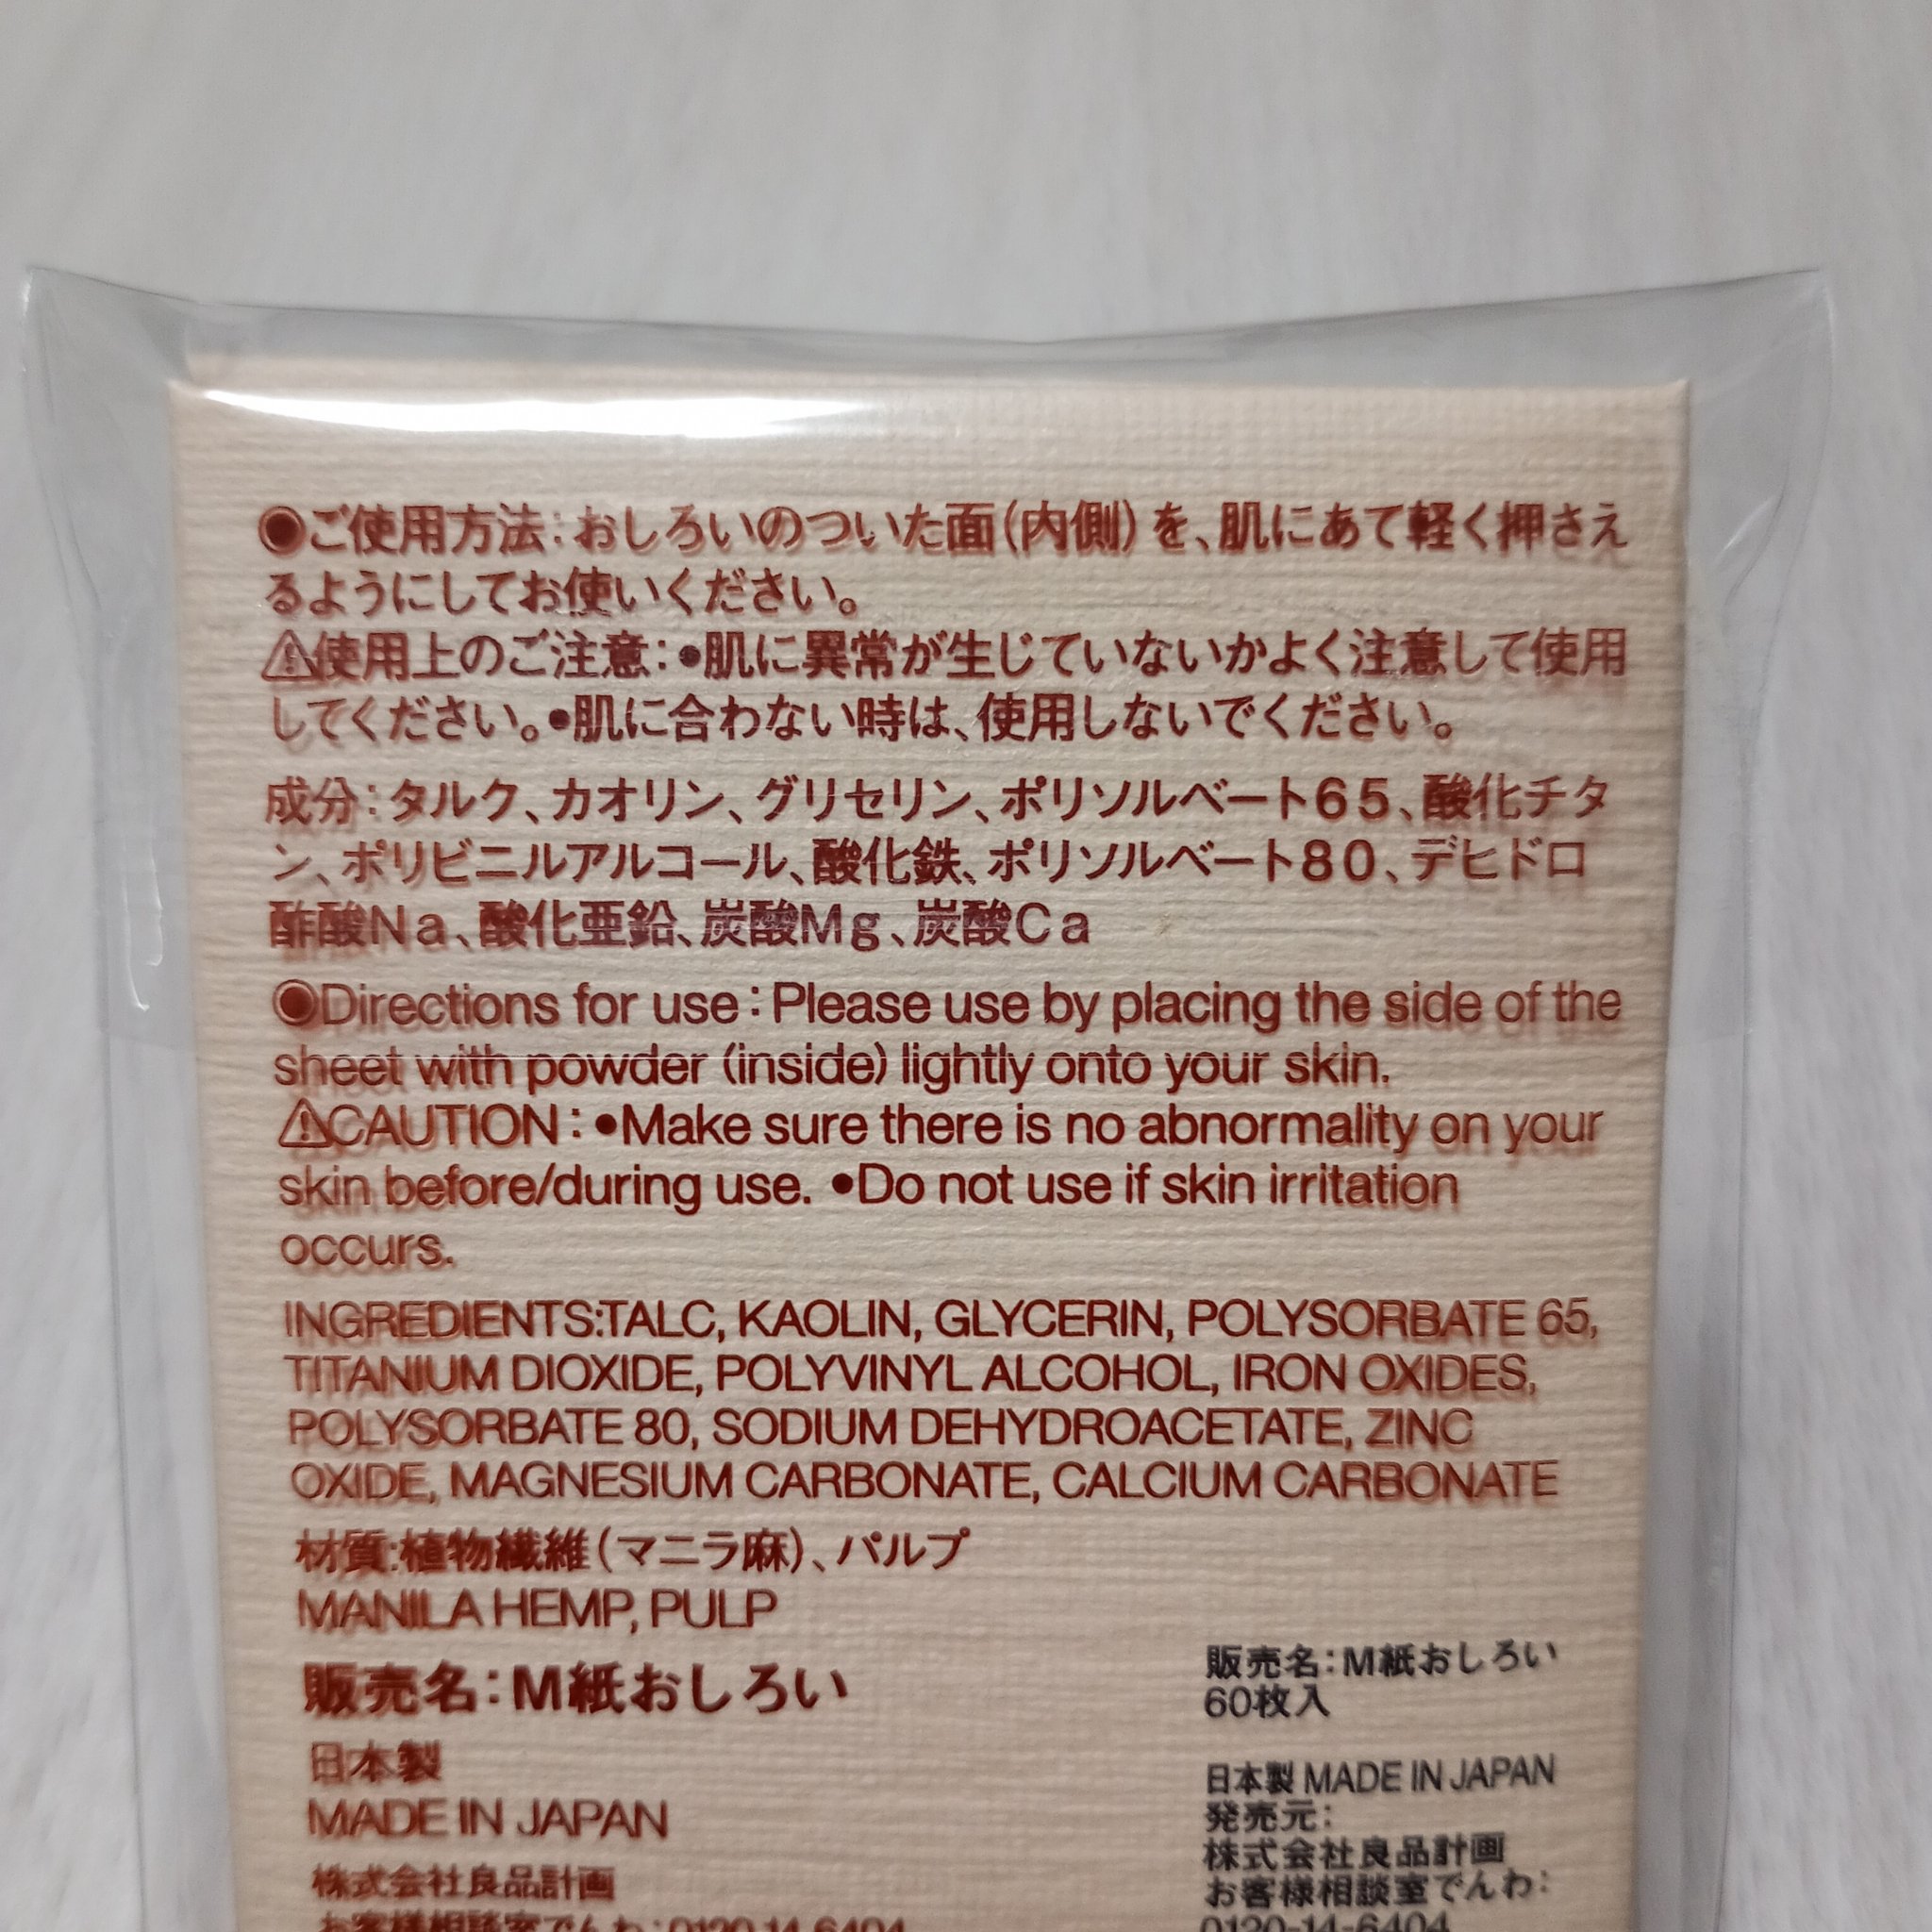 ◉ご使用方法：おしろいのついた面（内側）を、肌にあて軽く押さえ
るようにしてお使いください。
⚠使用上のご注意：●肌に異常が生じていないかよく注意して使用
してください。●肌に合わない時は、使用しないでください。
成分：タルク、カオリン、グリセリン、ポリソルベート６５、酸化チタ
ン、ポリビニルアルコール、酸化鉄、ポリソルベート８０、デヒドロ
酢酸Ｎａ、酸化亜鉛、炭酸Ｍｇ、炭酸Ｃａ
◉Directions for use：Please use by placing the side of the
sheet with powder (inside) lightly onto your skin.
⚠CAUTION：●Make sure there is no abnormality on your
skin before/during use. ●Do not use if skin irritation
occurs.
INGREDIENTS:TALC, KAOLIN, GLYCERIN, POLYSORBATE 65,
TITANIUM DIOXIDE, POLYVINYL ALCOHOL, IRON OXIDES,
POLYSORBATE 80, SODIUM DEHYDROACETATE, ZINC
OXIDE, MAGNESIUM CARBONATE, CALCIUM CARBONATE
材質:植物繊維（マニラ麻）、パルプ
MANILA HEMP, PULP
販売名：M紙おしろい
日本製
MADE IN JAPAN
株式会社良品計画
お客様相談室でんわ：0120-14-6404
販売名：M紙おしろい
60枚入
日本製 MADE IN JAPAN
発売元：
株式会社良品計画
お客様相談室でんわ：
0120-14-6404